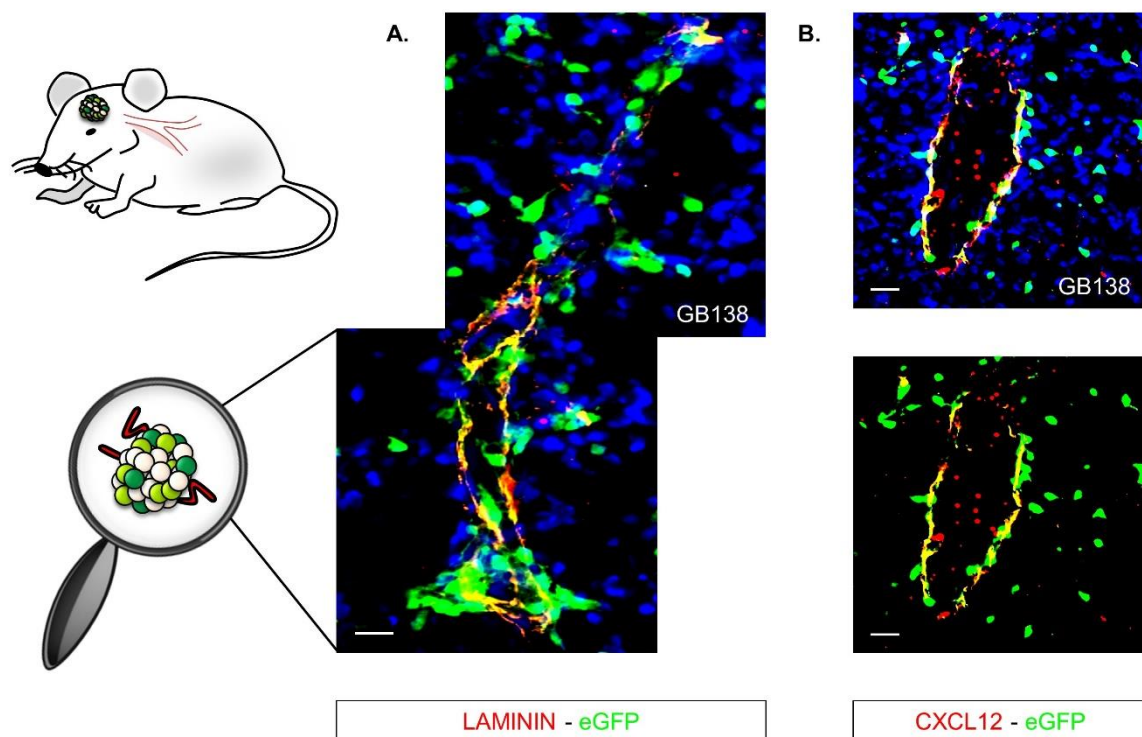 A.
B.
GB138
GB138
LAMININ - eGFP
CXCL12 - eGFP